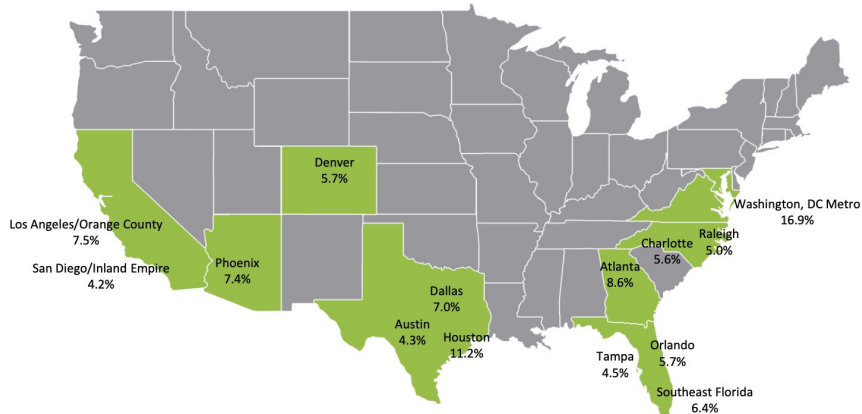 Denver
5.7%
Washington, DC Metro
16.9%
Los Angeles/Orange County
7.5%
Raleigh
5.0%
Charlotte
5.6%
San Diego/Inland Empire
4.2%
Phoenix
7.4%
Atlanta
8.6%
Dallas
7.0%
Austin
4.3%
Houston
11.2%
Orlando
5.7%
Tampa
4.5%
Southeast Florida
6.4%